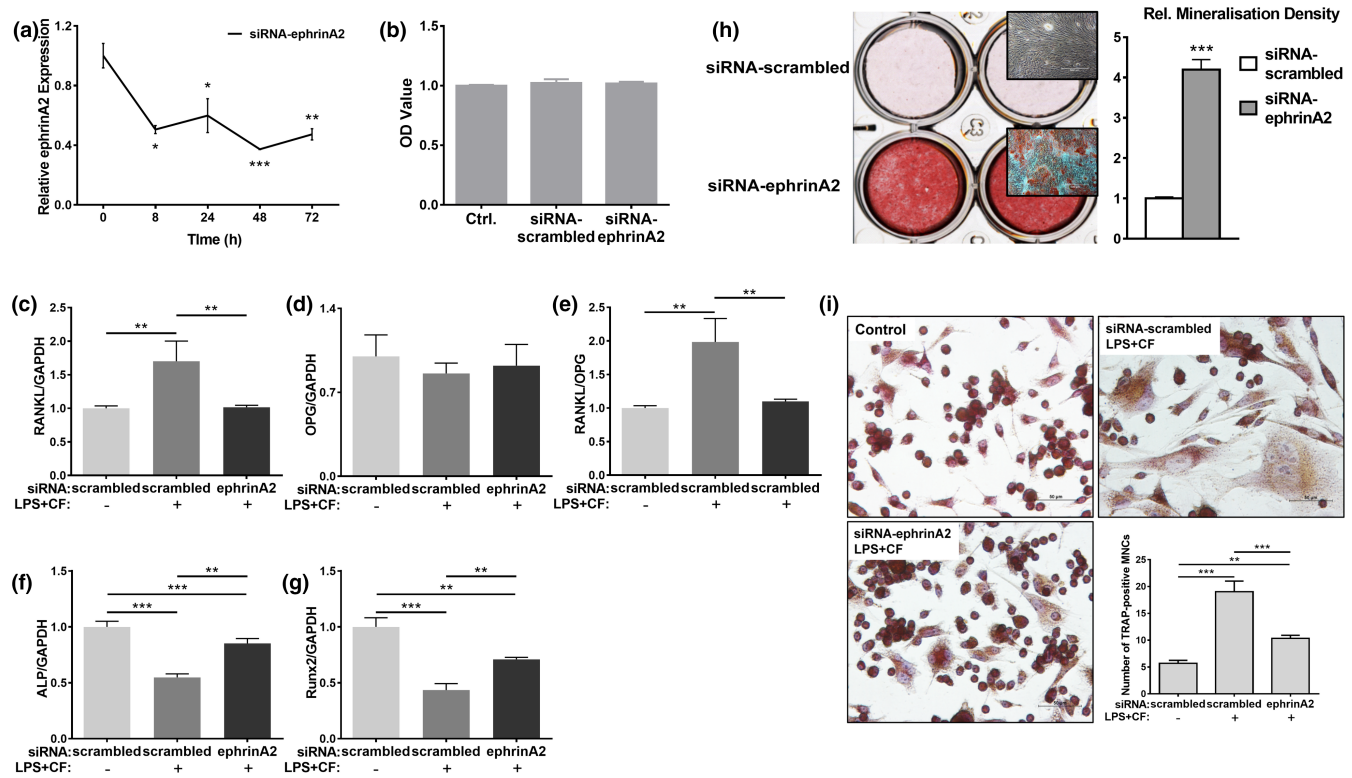 (a)
1.2
0.8
0.4
0.0
Relative ephrinA2 Expression
siRNA-ephrinA2
*
*
***
**
0 8 24 48 72
TIme (h)
(b)
1.5
1.0
0.5
0.0
OD Value
Ctrl. siRNA-scrambled siRNA-ephrinA2
(h)
siRNA-scrambled
siRNA-ephrinA2
Rel. Mineralisation Density
5
4
3
2
1
0
***
siRNA-
scrambled
siRNA-
ephrinA2
(c)
2.5
2.0
1.5
1.0
0.5
0.0
RANKL/GAPDH
**
**
siRNA: scrambled scrambled ephrinA2
LPS+CF: - + +
(d)
1.4
0.7
0.0
OPG/GAPDH
scrambled scrambled ephrinA2
- + +
(e)
2.5
2.0
1.5
1.0
0.5
0.0
RANKL/OPG
**
**
scrambled scrambled scrambled
- + +
(f)
1.5
1.0
0.5
0.0
ALP/GAPDH
**
***
***
siRNA: scrambled scrambled ephrinA2
LPS+CF: - + +
(g)
1.5
1.0
0.5
0.0
Runx2/GAPDH
**
**
***
siRNA: scrambled scrambled ephrinA2
LPS+CF: - + +
(i)
Control
50 µm
siRNA-scrambled
LPS+CF
siRNA-ephrinA2
LPS+CF
25
20
15
10
5
0
Number of TRAP-positive MNCs
***
**
***
siRNA: scrambled scrambled ephrinA2
LPS+CF: - + +